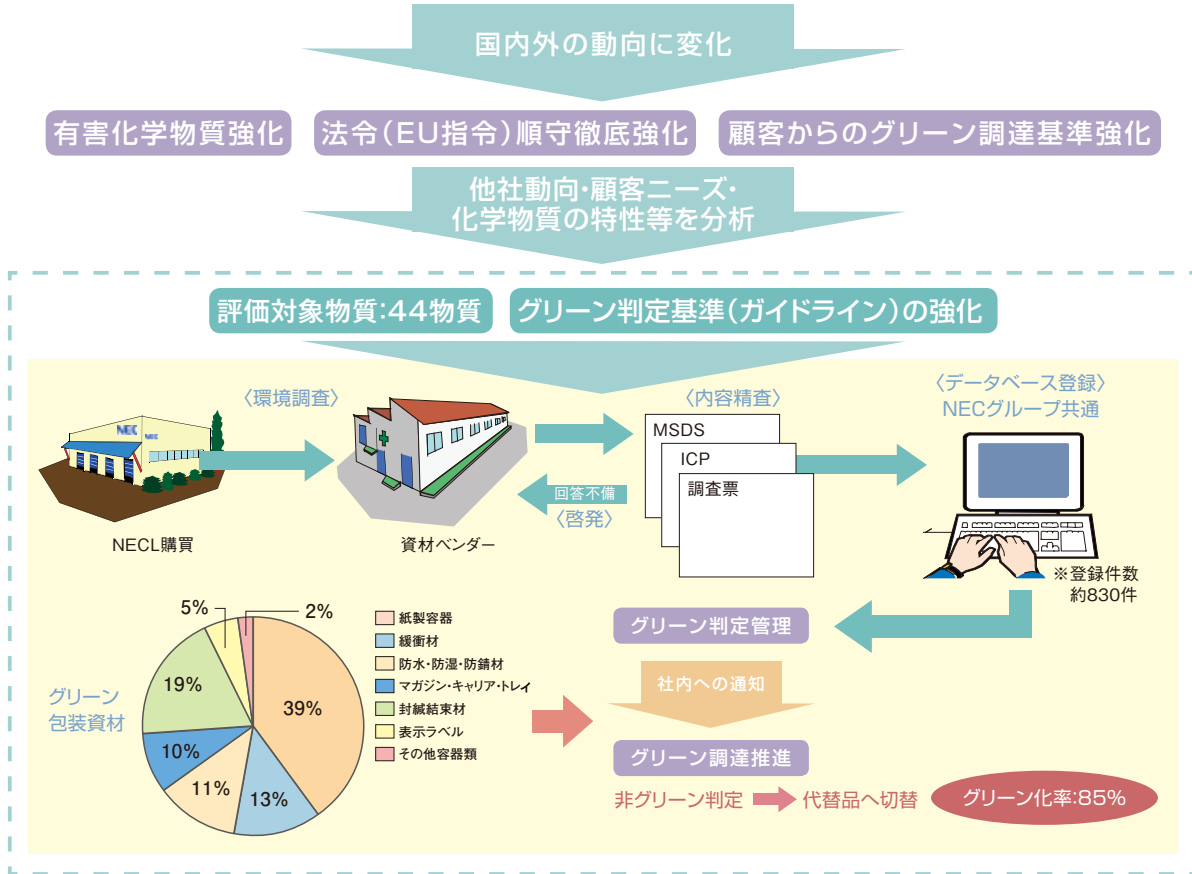 国内外の動向に変化
有害化学物質強化
法令(EU指令)順守徹底強化
顧客からのグリーン調達基準強化
他社動向・顧客ニーズ・
化学物質の特性等を分析
評価対象物質:44物質
グリーン判定基準(ガイドライン)の強化
〈環境調査〉
〈内容精査〉
〈データベース登録〉
NECグループ共通
NEC
NEC
MSDS
ICP
調査票
回答不備
〈啓発〉
NECL購買
資材ベンダー
※登録件数
約830件
グリーン
包装資材
5%
2%
19%
39%
10%
11%
13%
紙製容器
緩衝材
防水・防湿・防錆材
マガジン・キャリア・トレイ
封緘結束材
表示ラベル
その他容器類
グリーン判定管理
社内への通知
グリーン調達推進
非グリーン判定
代替品へ切替
グリーン化率:85%